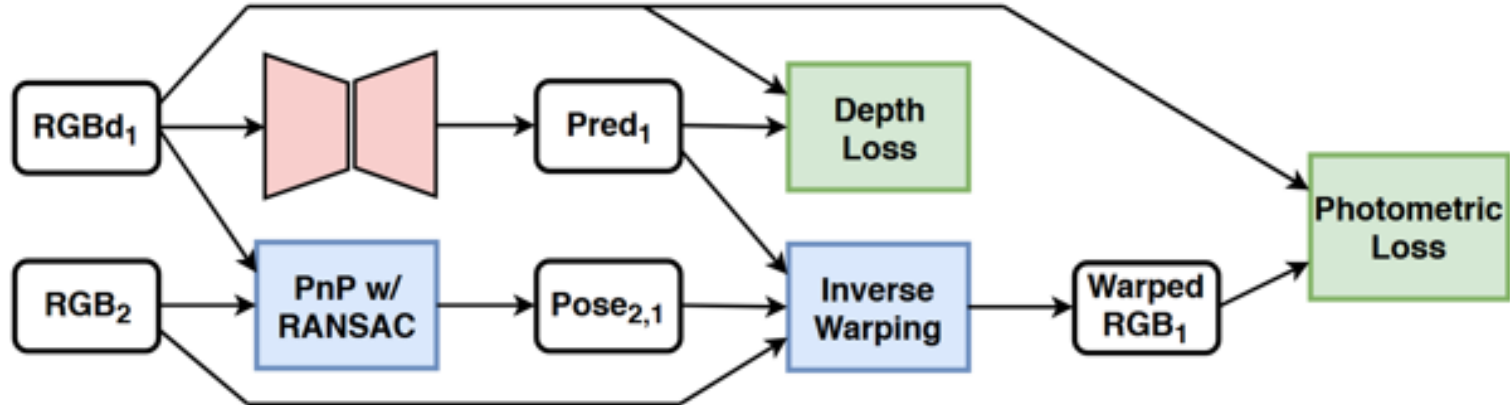 RGBd₁
Pred₁
Depth
Loss
Photometric
Loss
RGB₂
PnP w/
RANSAC
Pose₂,₁
Inverse
Warping
Warped
RGB₁